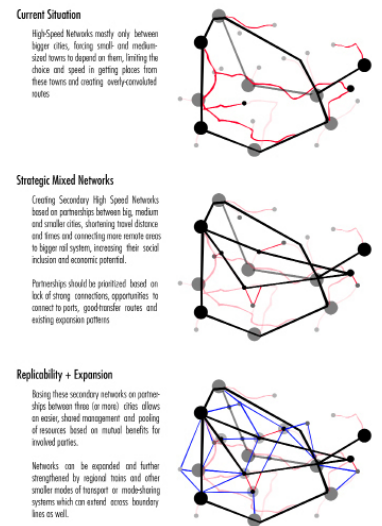 Current Situation
High-Speed Networks mostly only between
bigger cities, forcing small- and medium-
sized towns to depend on them, limiting the
choice and speed in getting places from
these towns and creating overly-convoluted
routes
Strategic Mixed Networks
Creating Secondary High Speed Networks
based on partnerships between big, medium
and smaller cities, shortening travel distance
and times and connecting more remote areas
to bigger rail system, increasing their social
inclusion and economic potential.
Partnerships should be prioritized based on
lack of strong connections, opportunities to
connect to ports, good-transfer routes and
existing expansion patterns
Replicability + Expansion
Basing these secondary networks on partner-
ships between three (or more) cities allows
an easier, shared management and pooling
of resources based on mutual benefits for
involved parties.
Networks can be expanded and further
strengthened by regional trains and other
smaller modes of transport or mode-sharing
systems which can extend across boundary
lines as well.